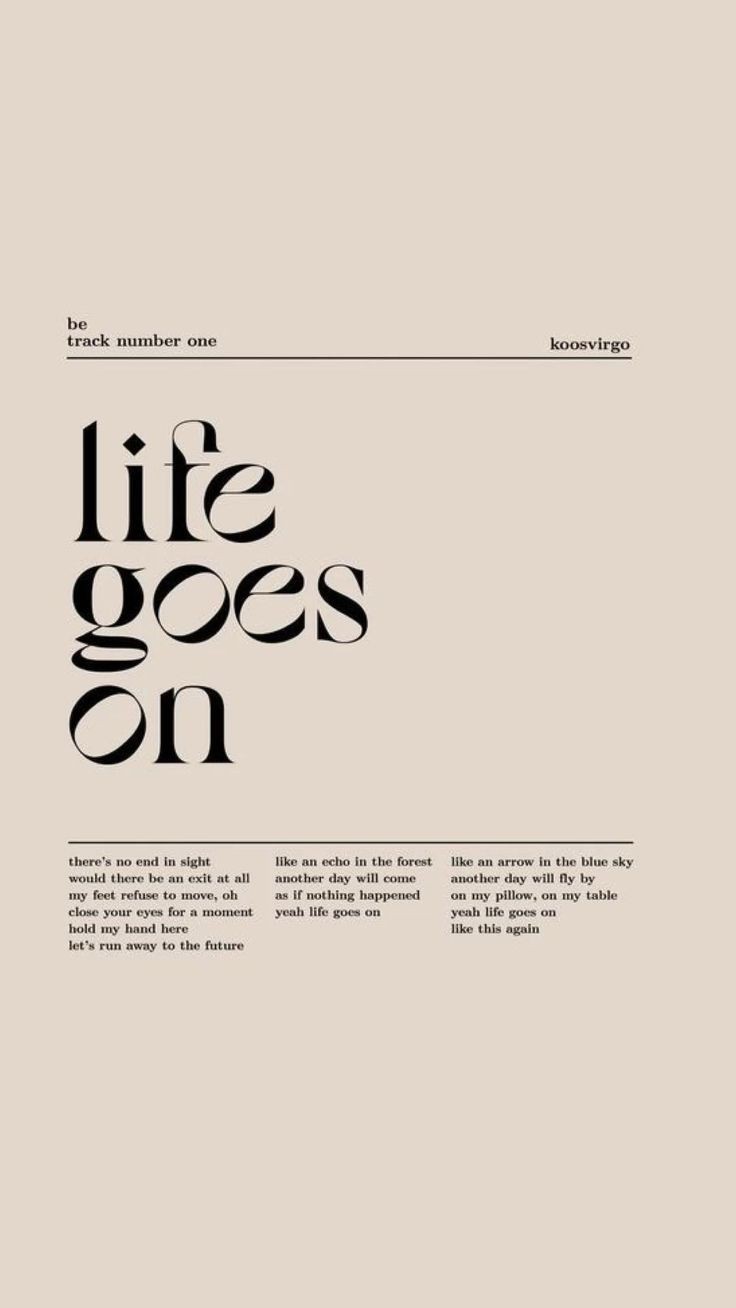 be
track number one
koosvirgo
life
goes
on
there's no end in sight
would there be an exit at all
my feet refuse to move, oh
close your eyes for a moment
hold my hand here
let's run away to the future
like an echo in the forest
another day will come
as if nothing happened
yeah life goes on
like an arrow in the blue sky
another day will fly by
on my pillow, on my table
yeah life goes on
like this again